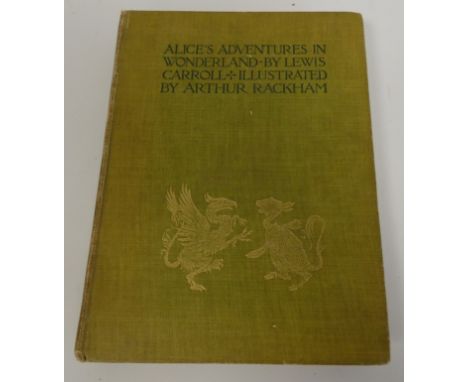 ALICE'S ADVENTURES IN
WONDERLAND-BY LEWIS
CARROLL✣ILLUSTRATED
BY ARTHUR RACKHAM